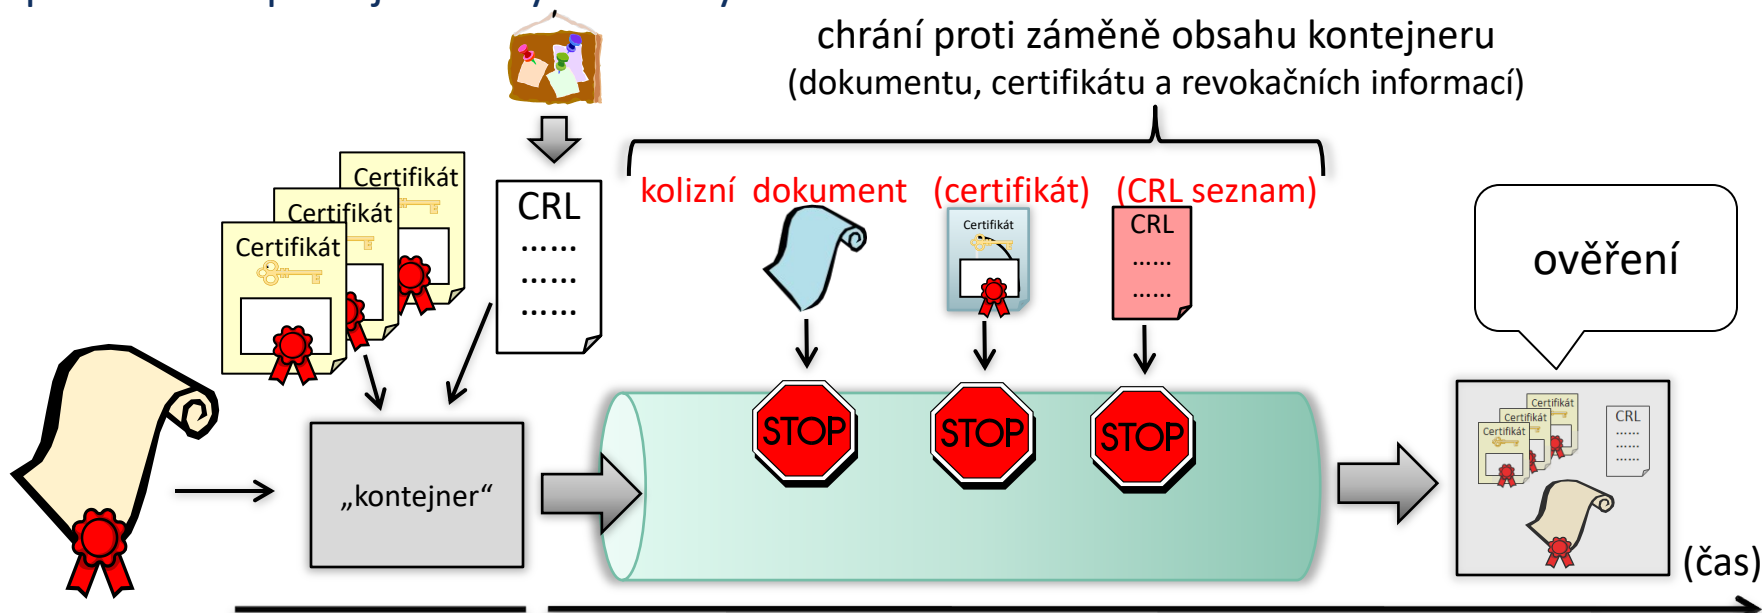 chrání proti záměně obsahu kontejneru
(dokumentu, certifikátu a revokačních informací)
kolizní dokument (certifikát) (CRL seznam)
Certifikát
Certifikát
Certifikát
CRL
……
……
……
Certifikát
CRL
……
……
ověření
STOP
STOP
STOP
„kontejner“
Certifikát
Certifikát
Certifikát
CRL
……
……
……
(čas)